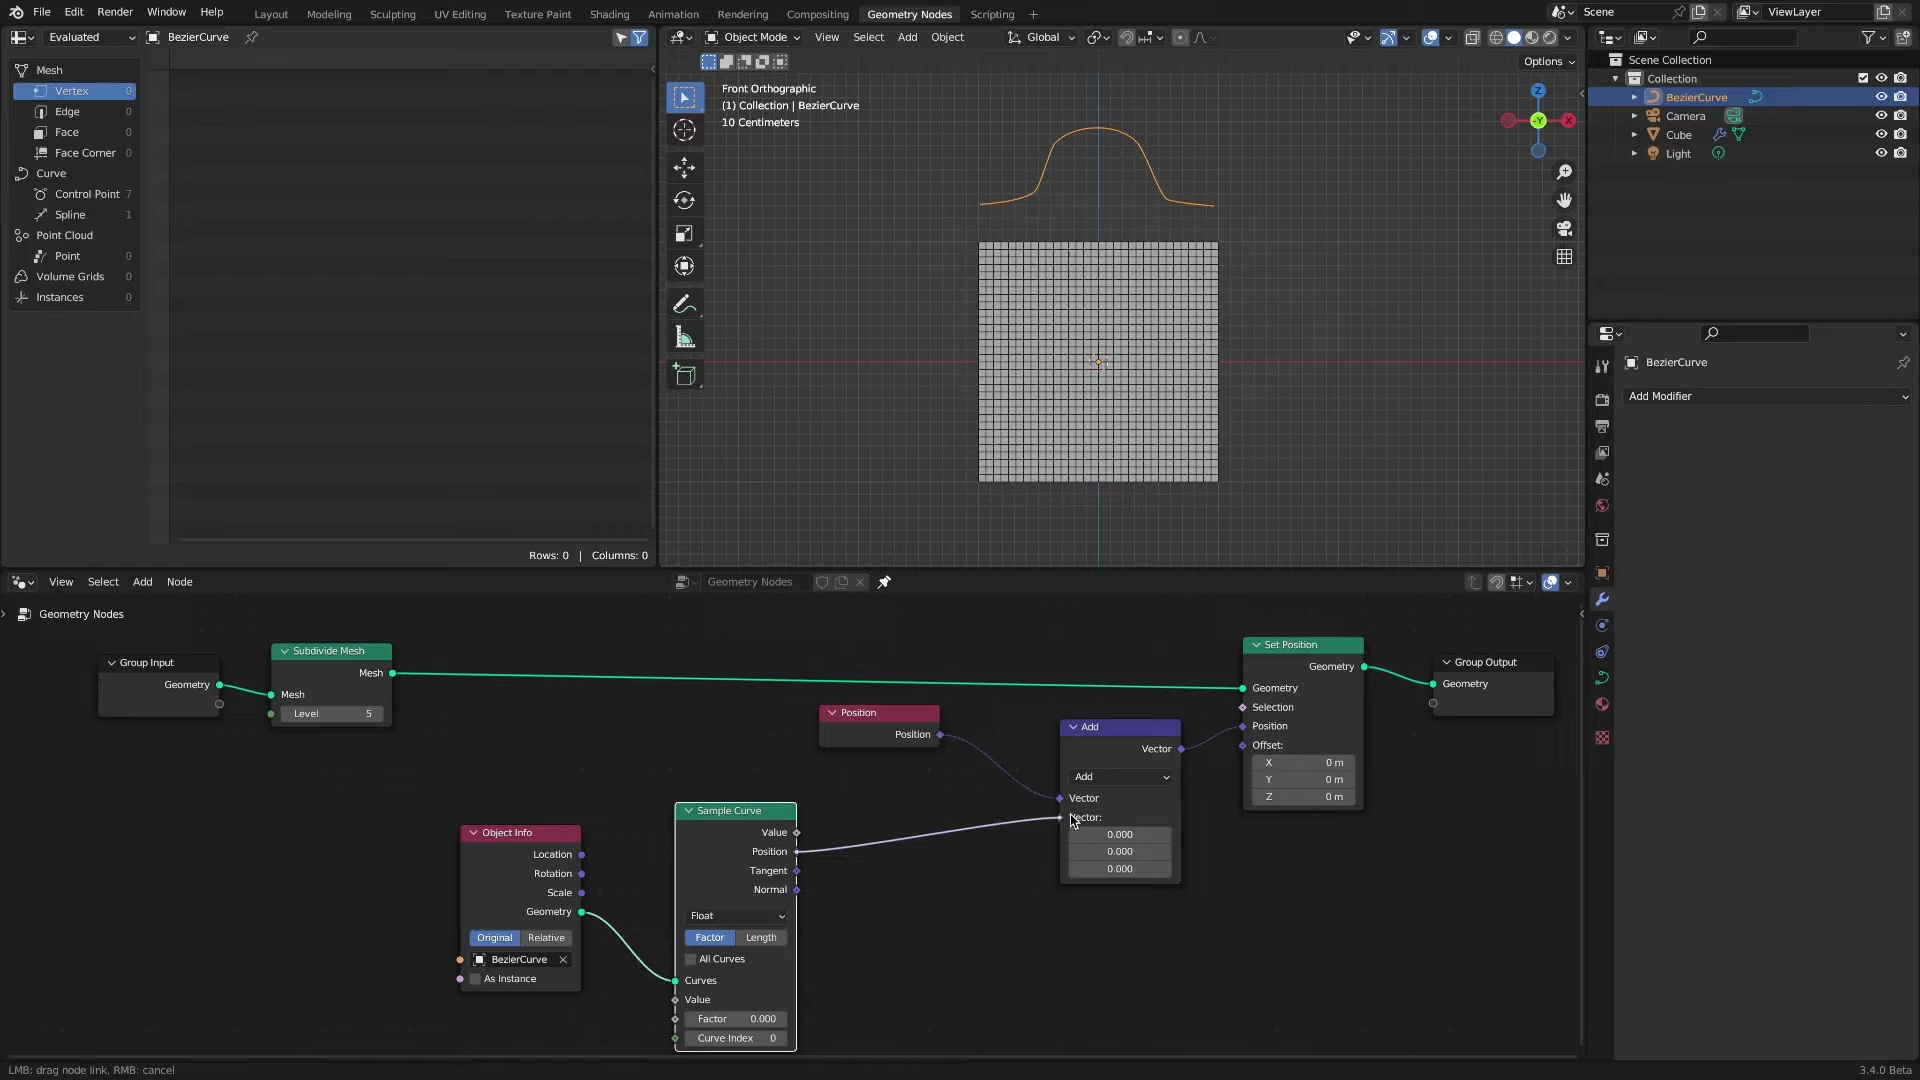 File Edit Render Window Help Layout Modeling Sculpting UV Editing Texture Paint Shading Animation Rendering Compositing Geometry Nodes Scripting + Scene ViewLayer
Evaluated BezierCurve
Mesh
Vertex 0
Edge 0
Face 0
Face Corner 0
Curve
Control Point 7
Spline 1
Point Cloud
Point 0
Volume Grids 0
Instances 0
Rows: 0 | Columns: 0
Object Mode View Select Add Object Global
Options
Front Orthographic
(1) Collection | BezierCurve
10 Centimeters
Z
-Y
X
Scene Collection
Collection
BezierCurve
Camera
Cube
Light
BezierCurve
Add Modifier
View Select Add Node Geometry Nodes
Geometry Nodes
Group Input
Geometry
Subdivide Mesh
Mesh
Mesh
Level 5
Object Info
Location
Rotation
Scale
Geometry
Original Relative
BezierCurve
As Instance
Sample Curve
Value
Position
Tangent
Normal
Float
Factor Length
All Curves
Curves
Value
Factor 0.000
Curve Index 0
Position
Position
Add
Vector
Add
Vector
Vector:
0.000
0.000
0.000
Set Position
Geometry
Geometry
Selection
Position
Offset:
X 0 m
Y 0 m
Z 0 m
Group Output
Geometry
LMB: drag node link, RMB: cancel
3.4.0 Beta